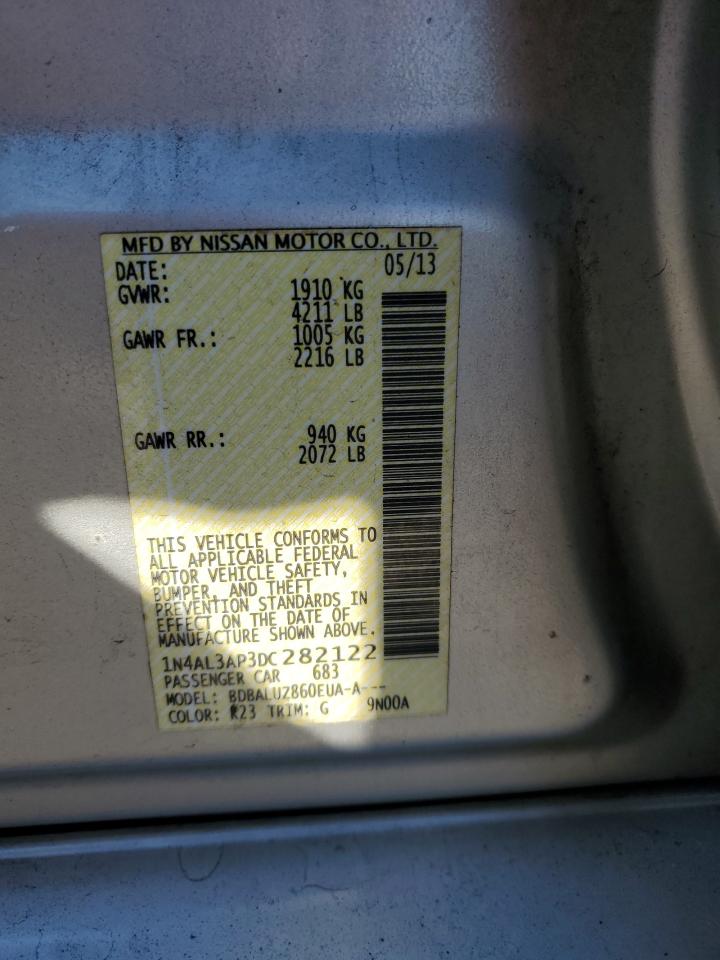 MFD BY NISSAN MOTOR CO., LTD.
DATE: 05/13
GVWR: 1910 KG
4211 LB
GAWR FR.: 1005 KG
2216 LB
GAWR RR.: 940 KG
2072 LB
THIS VEHICLE CONFORMS TO
ALL APPLICABLE FEDERAL
MOTOR VEHICLE SAFETY,
BUMPER, AND THEFT
PREVENTION STANDARDS IN
EFFECT ON THE DATE OF
MANUFACTURE SHOWN ABOVE.
1N4AL3AP3DC282122
PASSENGER CAR 683
MODEL: BDBALUZ860EUA-A---
COLOR: K23 TRIM: G 9N00A